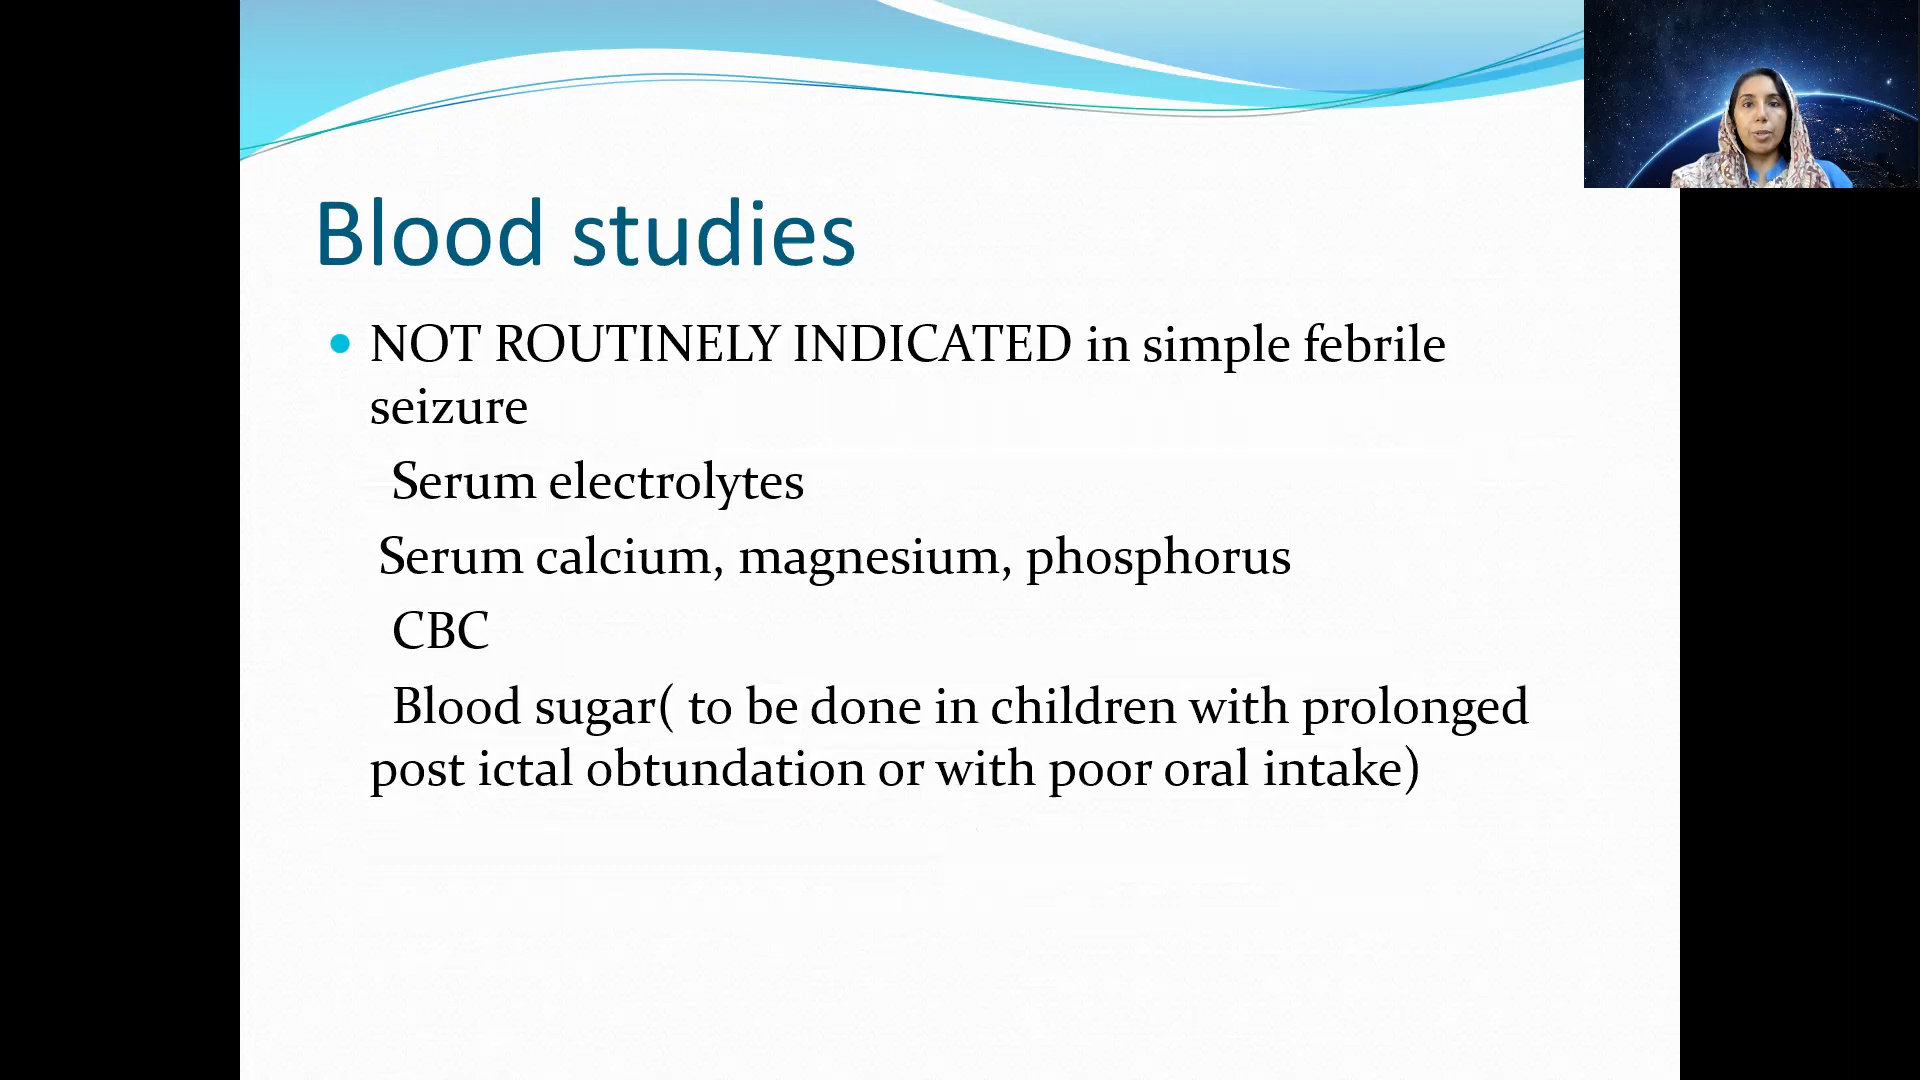 Blood studies
NOT ROUTINELY INDICATED in simple febrile
seizure
Serum electrolytes
Serum calcium, magnesium, phosphorus
CBC
Blood sugar( to be done in children with prolonged
post ictal obtundation or with poor oral intake)